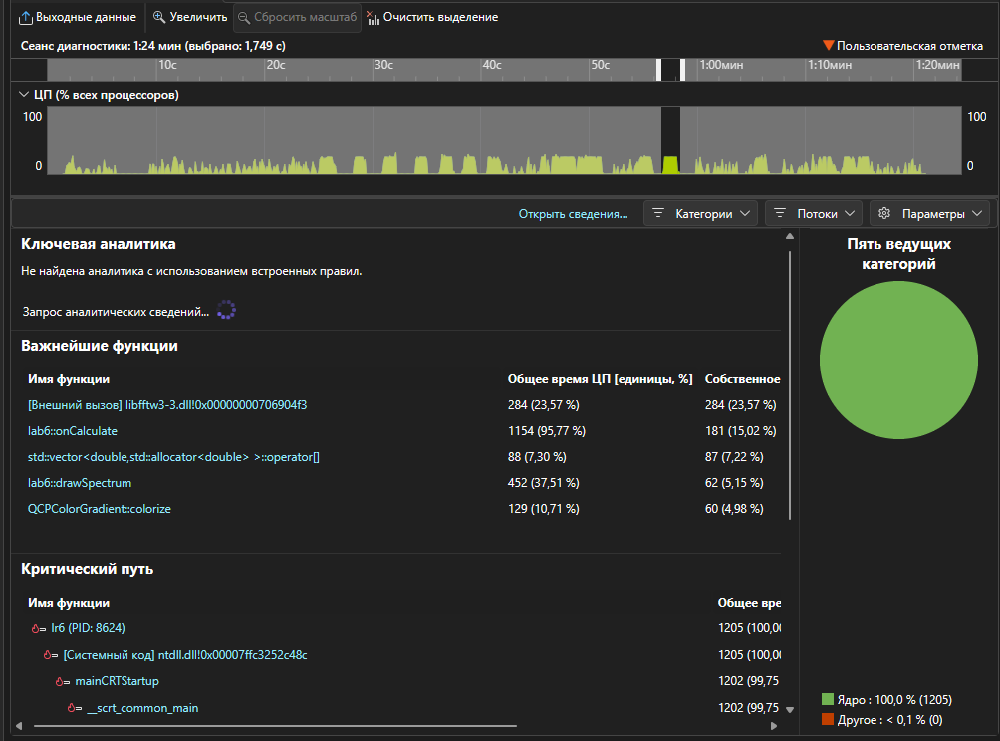 Выходные данные Увеличить Сбросить масштаб Очистить выделение
Сеанс диагностики: 1:24 мин (выбрано: 1,749 с) Пользовательская отметка
10с 20с 30с 40с 50с 1:00мин 1:10мин 1:20мин
ЦП (% всех процессоров)
100 100
0 0
Открыть сведения... Категории Потоки Параметры
Ключевая аналитика
Не найдена аналитика с использованием встроенных правил.
Запрос аналитических сведений...
Важнейшие функции
Имя функции Общее время ЦП [единицы, %] Собственное
[Внешний вызов] libfftw3-3.dll!0x00000000706904f3 284 (23,57 %) 284 (23,57 %)
lab6::onCalculate 1154 (95,77 %) 181 (15,02 %)
std::vector<double,std::allocator<double> >::operator[] 88 (7,30 %) 87 (7,22 %)
lab6::drawSpectrum 452 (37,51 %) 62 (5,15 %)
QCPColorGradient::colorize 129 (10,71 %) 60 (4,98 %)
Критический путь
Имя функции Общее вре
lr6 (PID: 8624) 1205 (100,0
[Системный код] ntdll.dll!0x00007ffc3252c48c 1205 (100,0
mainCRTStartup 1202 (99,75
__scrt_common_main 1202 (99,75
Пять ведущих
категорий
Ядро : 100,0 % (1205)
Другое : < 0,1 % (0)